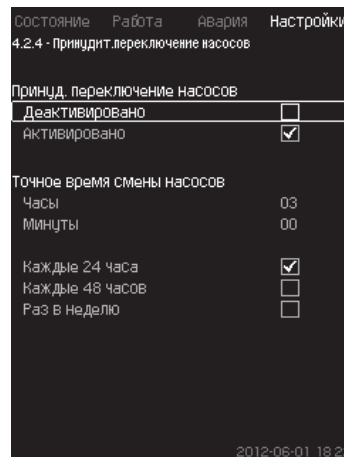 Состояние Работа Авария Настройки
4.2.4 - Принудит.переключение насосов
Принуд. переключение насосов
Деактивировано
Активировано
Точное время смены насосов
Часы 03
Минуты 00
Каждые 24 часа
Каждые 48 часов
Раз в неделю
2012-06-01 18:2